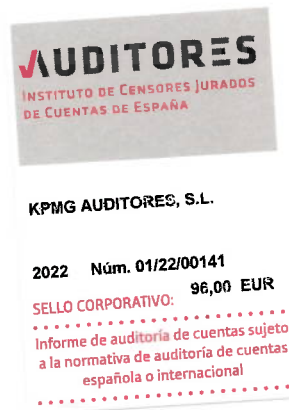 AUDITORES
INSTITUTO DE CENSORES JURADOS
DE CUENTAS DE ESPAÑA
KPMG AUDITORES, S.L.
2022 Núm. 01/22/00141
96,00 EUR
SELLO CORPORATIVO:
Informe de auditoría de cuentas sujeto
a la normativa de auditoría de cuentas
española o internacional